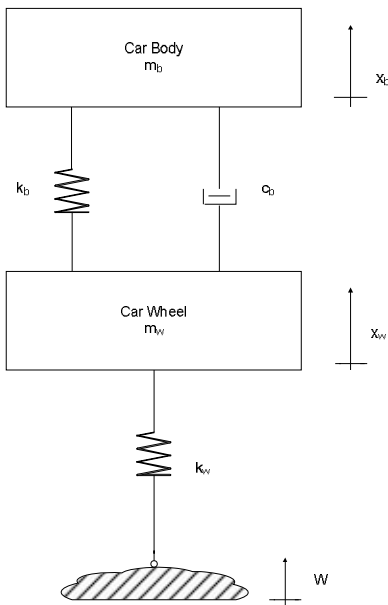 Car Body
m_b
x_b
k_b
c_b
Car Wheel
m_w
x_w
k_w
W